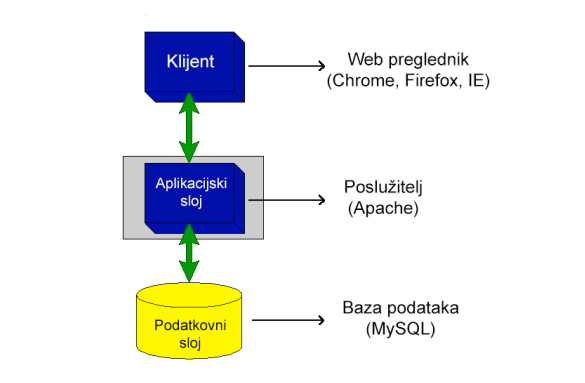 Klijent
Web preglednik
(Chrome, Firefox, IE)
Aplikacijski
sloj
Poslužitelj
(Apache)
Podatkovni
sloj
Baza podataka
(MySQL)